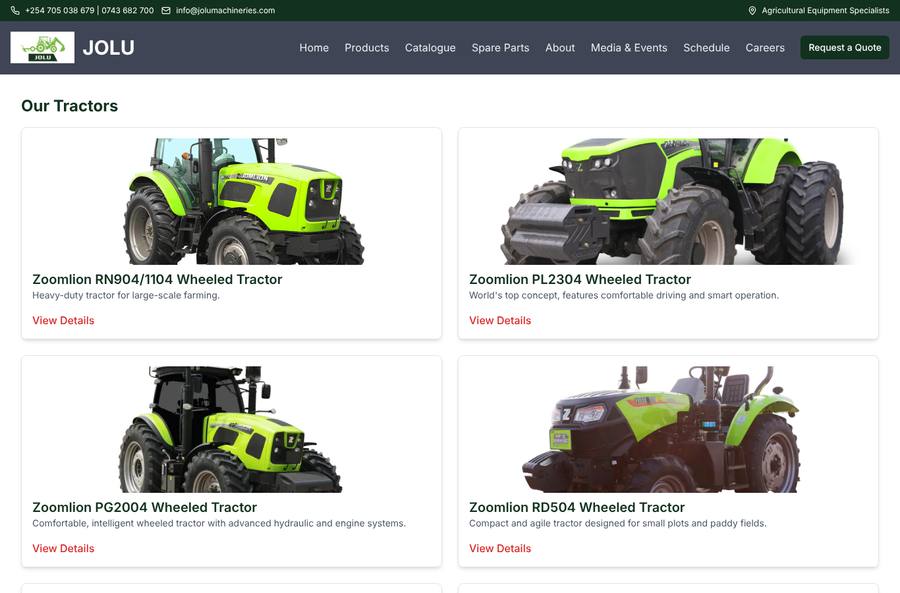 +254 705 038 679 | 0743 682 700 info@jolumachineries.com Agricultural Equipment Specialists
JOLU JOLU Home Products Catalogue Spare Parts About Media & Events Schedule Careers Request a Quote
Our Tractors
ZOOMLION
Zoomlion RN904/1104 Wheeled Tractor
Heavy-duty tractor for large-scale farming.
View Details
Zoomlion PL2304 Wheeled Tractor
World's top concept, features comfortable driving and smart operation.
View Details
Zoomlion PG2004 Wheeled Tractor
Comfortable, intelligent wheeled tractor with advanced hydraulic and engine systems.
View Details
Zoomlion RD504 Wheeled Tractor
Compact and agile tractor designed for small plots and paddy fields.
View Details